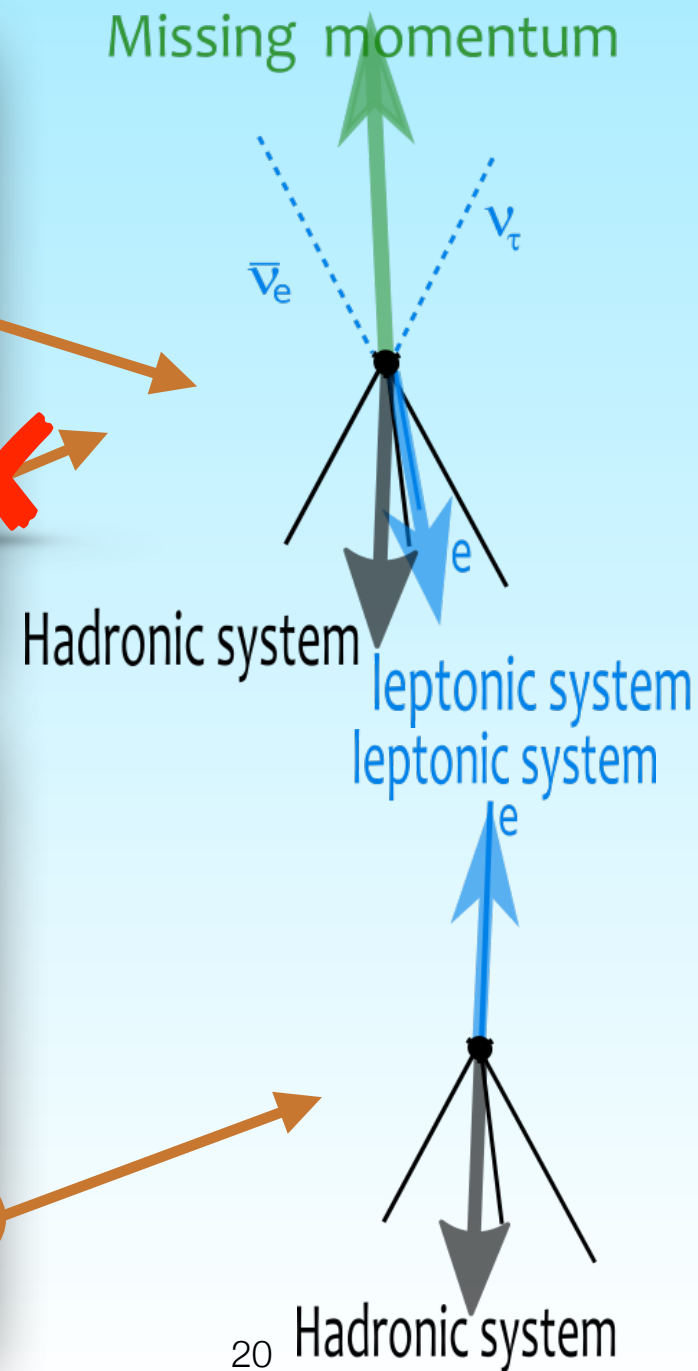 Missing momentum
ν̅e
ντ
e
Hadronic system
leptonic system
leptonic system
e
Hadronic system
20